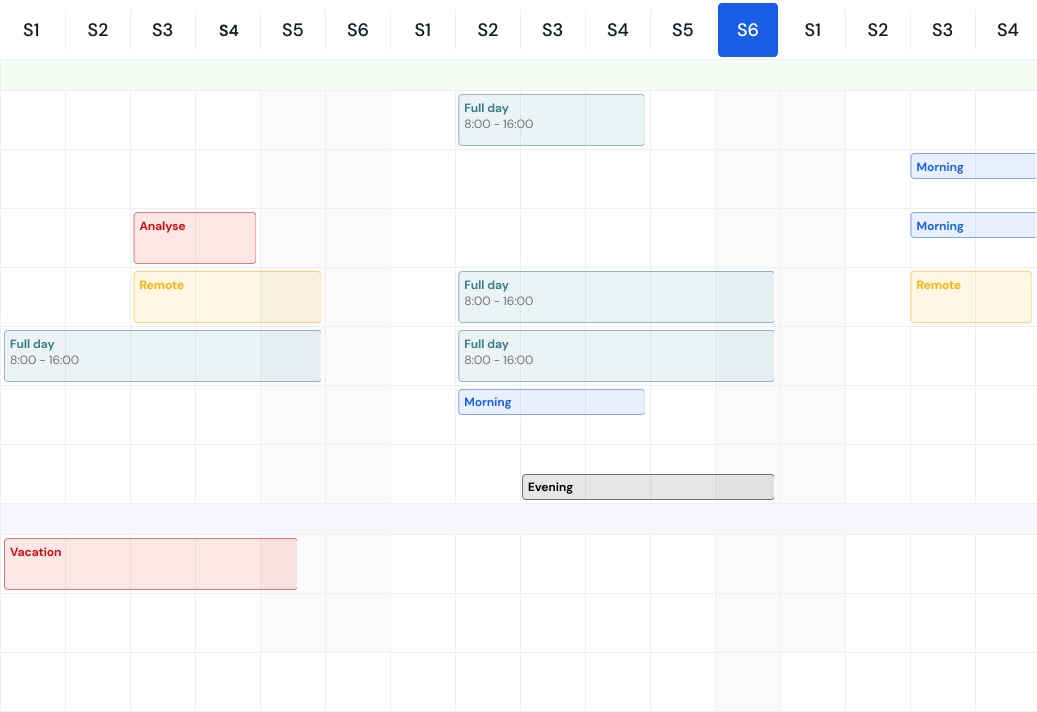 S1 S2 S3 S4 S5 S6 S1 S2 S3 S4 S5 S6 S1 S2 S3 S4
Full day
8:00 - 16:00
Morning
Analyse
Morning
Remote
Full day
8:00 - 16:00
Remote
Full day
8:00 - 16:00
Full day
8:00 - 16:00
Morning
Evening
Vacation